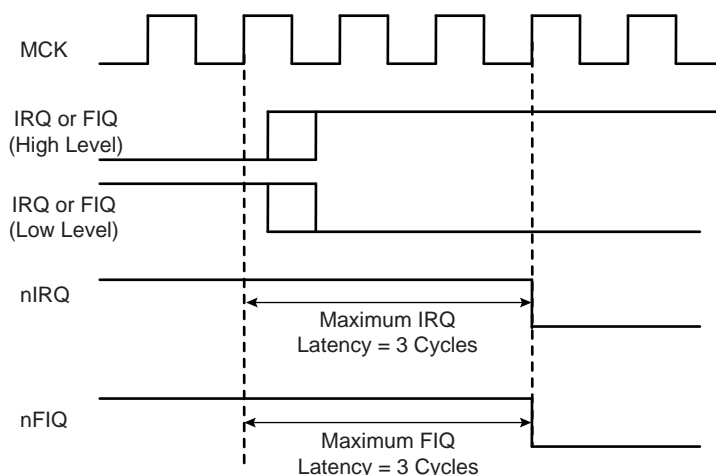 MCK
IRQ or FIQ
(High Level)
IRQ or FIQ
(Low Level)
nIRQ
Maximum IRQ
Latency = 3 Cycles
nFIQ
Maximum FIQ
Latency = 3 Cycles